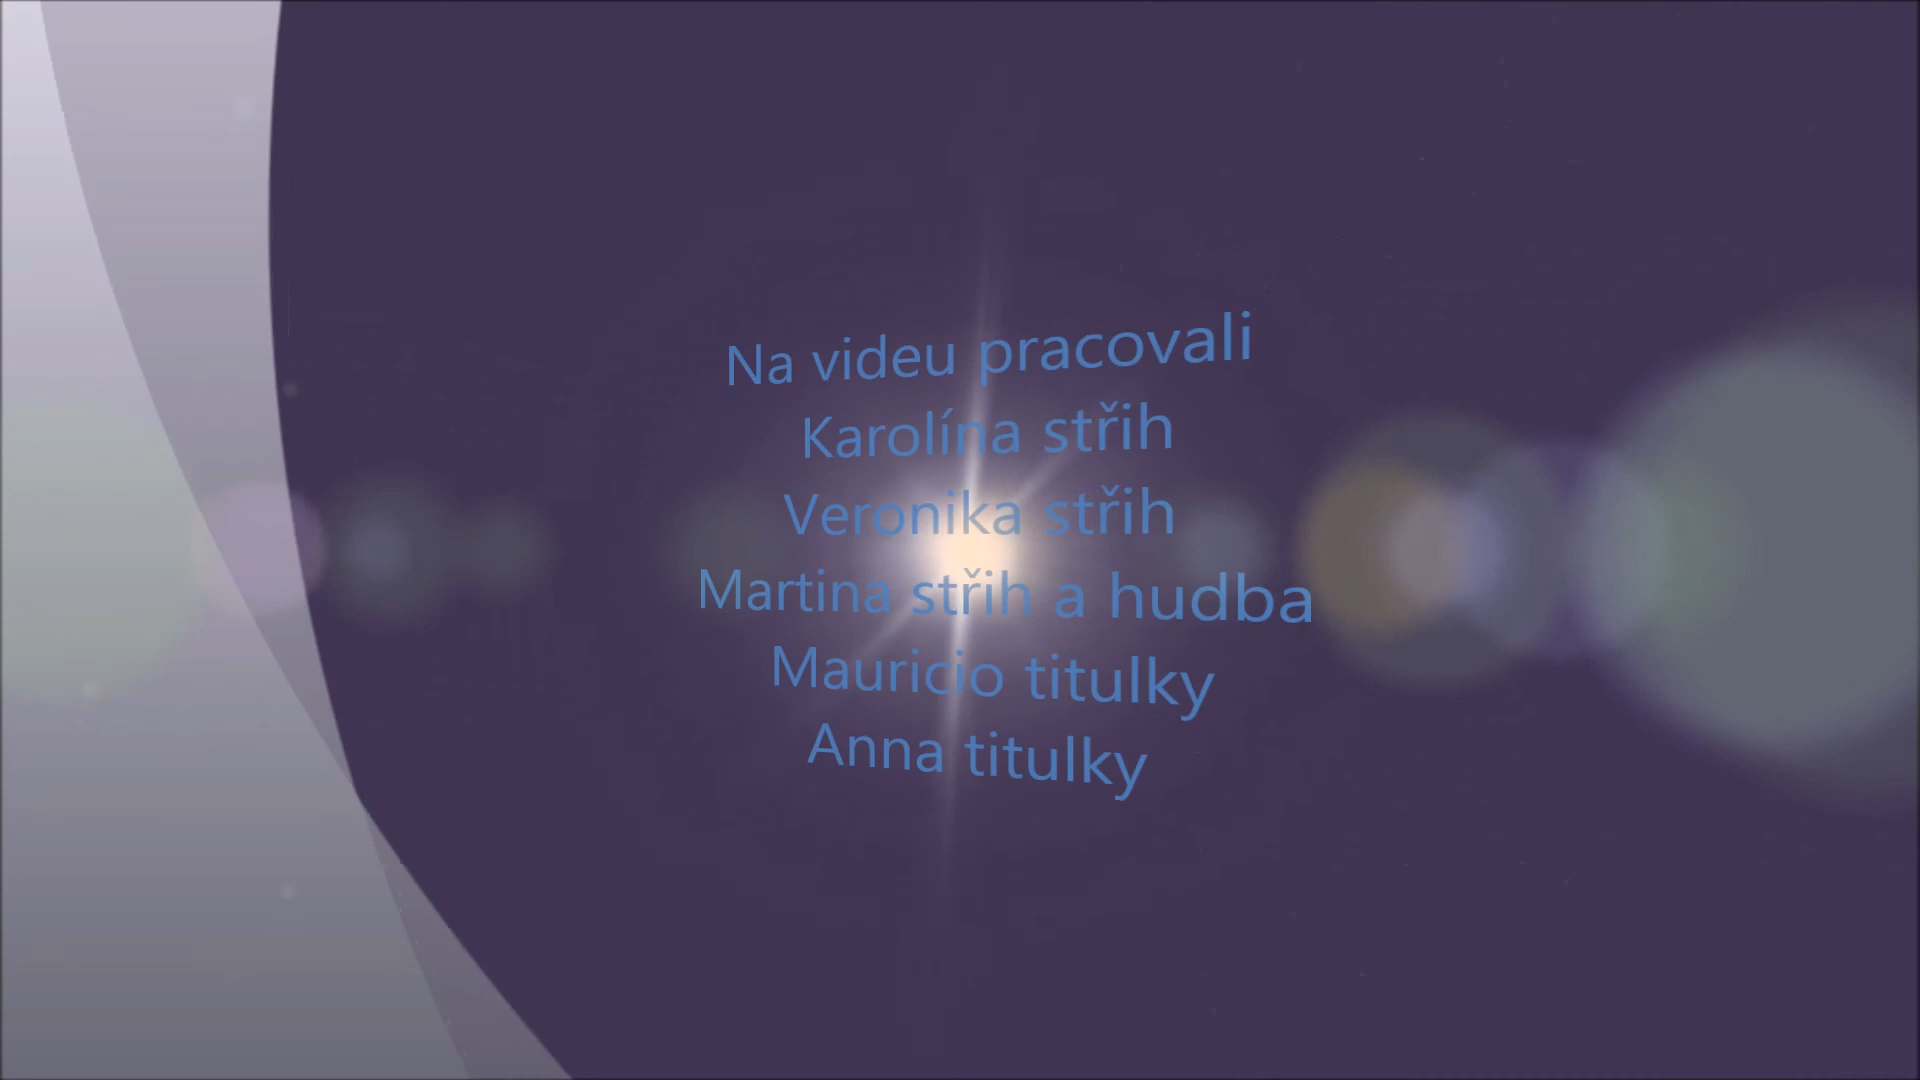 Na videu pracovali
Karolína střih
Veronika střih
Martina střih a hudba
Mauricio titulky
Anna titulky